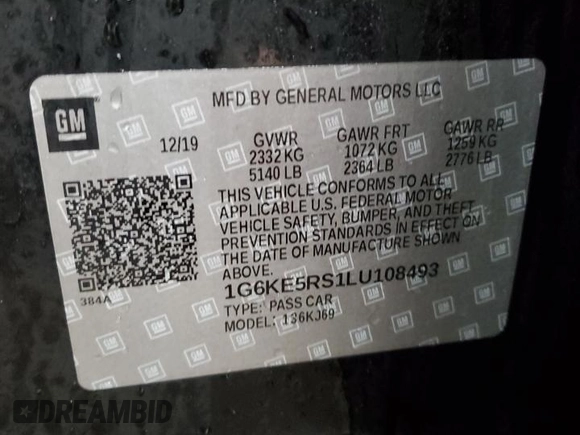 GM
MFD BY GENERAL MOTORS LLC
12/19 GVWR GAWR FRT GAWR RR
2332 KG 1072 KG 1259 KG
5140 LB 2364 LB 2776 LB
THIS VEHICLE CONFORMS TO ALL
APPLICABLE U.S. FEDERAL MOTOR
VEHICLE SAFETY, BUMPER, AND THEFT
PREVENTION STANDARDS IN EFFECT ON
THE DATE OF MANUFACTURE SHOWN
ABOVE.
384A
1G6KE5RS1LU108493
TYPE: PASS CAR
MODEL: 136KJ69
DREAMBID